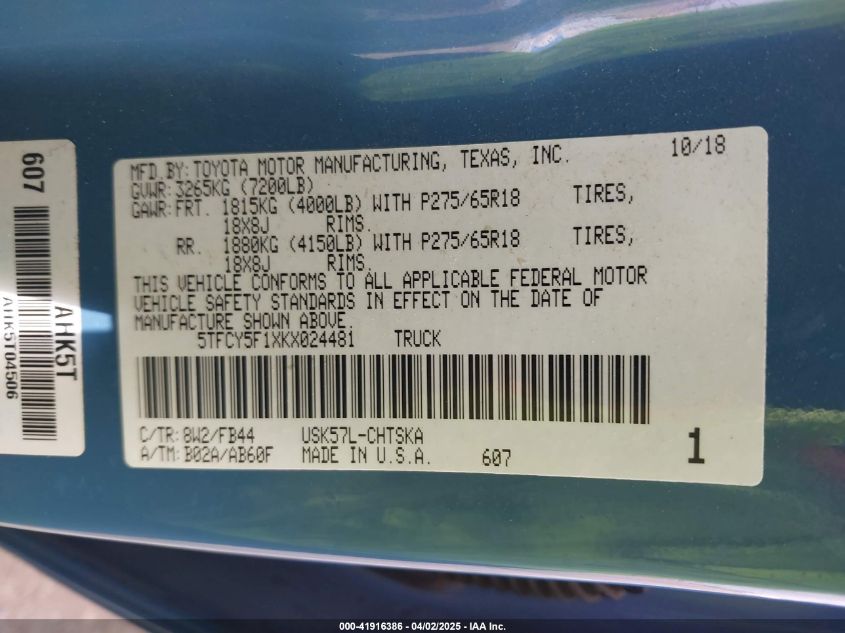 607
AHK5T
AHK5T04506
MFD.BY: TOYOTA MOTOR MANUFACTURING, TEXAS, INC. 10/18
GVWR: 3265KG (7200LB)
GAWR: FRT. 1815KG (4000LB) WITH P275/65R18 TIRES,
18X8J RIMS.
RR. 1880KG (4150LB) WITH P275/65R18 TIRES,
18X8J RIMS.
THIS VEHICLE CONFORMS TO ALL APPLICABLE FEDERAL MOTOR
VEHICLE SAFETY STANDARDS IN EFFECT ON THE DATE OF
MANUFACTURE SHOWN ABOVE.
5TFCY5F1XKX024481 TRUCK
C/TR: 8W2/FB44 USK57L-CHTSKA
A/TM: B02A/AB60F MADE IN U.S.A. 607 1
000-41916386 - 04/02/2025 - IAA Inc.